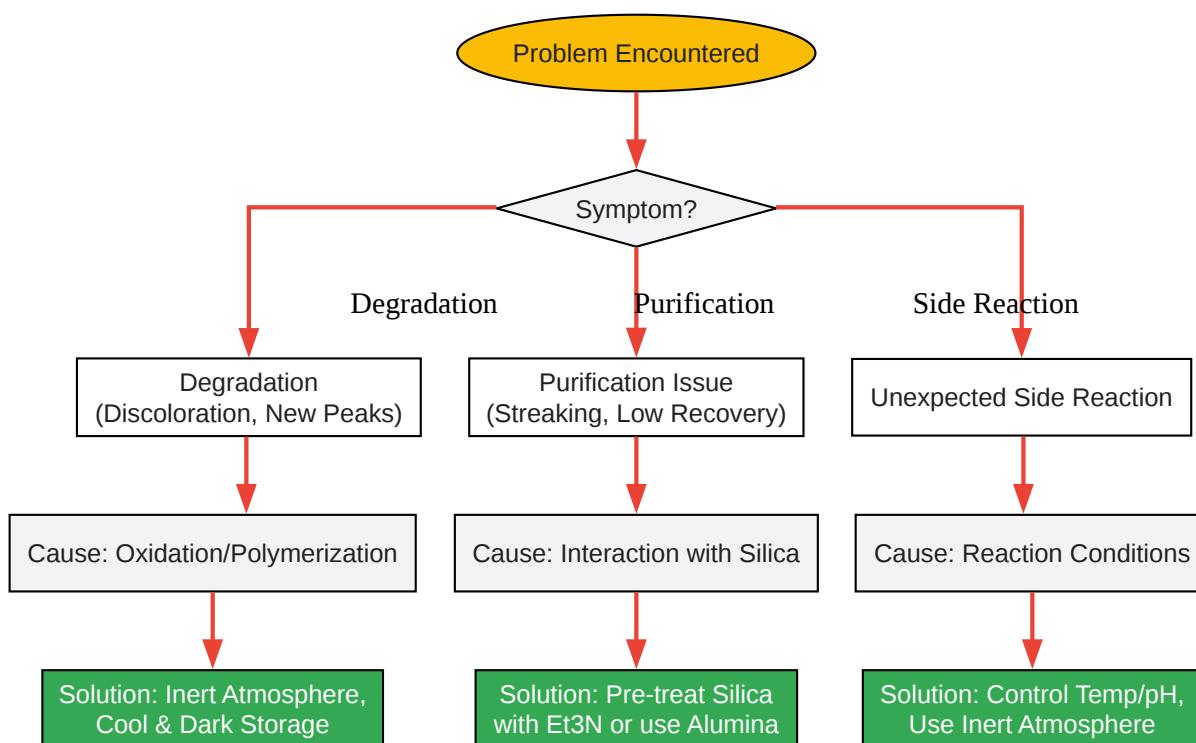 Problem Encountered
Symptom?
Degradation
Purification
Side Reaction
Degradation
(Discoloration, New Peaks)
Purification Issue
(Streaking, Low Recovery)
Unexpected Side Reaction
Cause: Oxidation/Polymerization
Cause: Interaction with Silica
Cause: Reaction Conditions
Solution: Inert Atmosphere,
Cool & Dark Storage
Solution: Pre-treat Silica
with Et3N or use Alumina
Solution: Control Temp/pH,
Use Inert Atmosphere